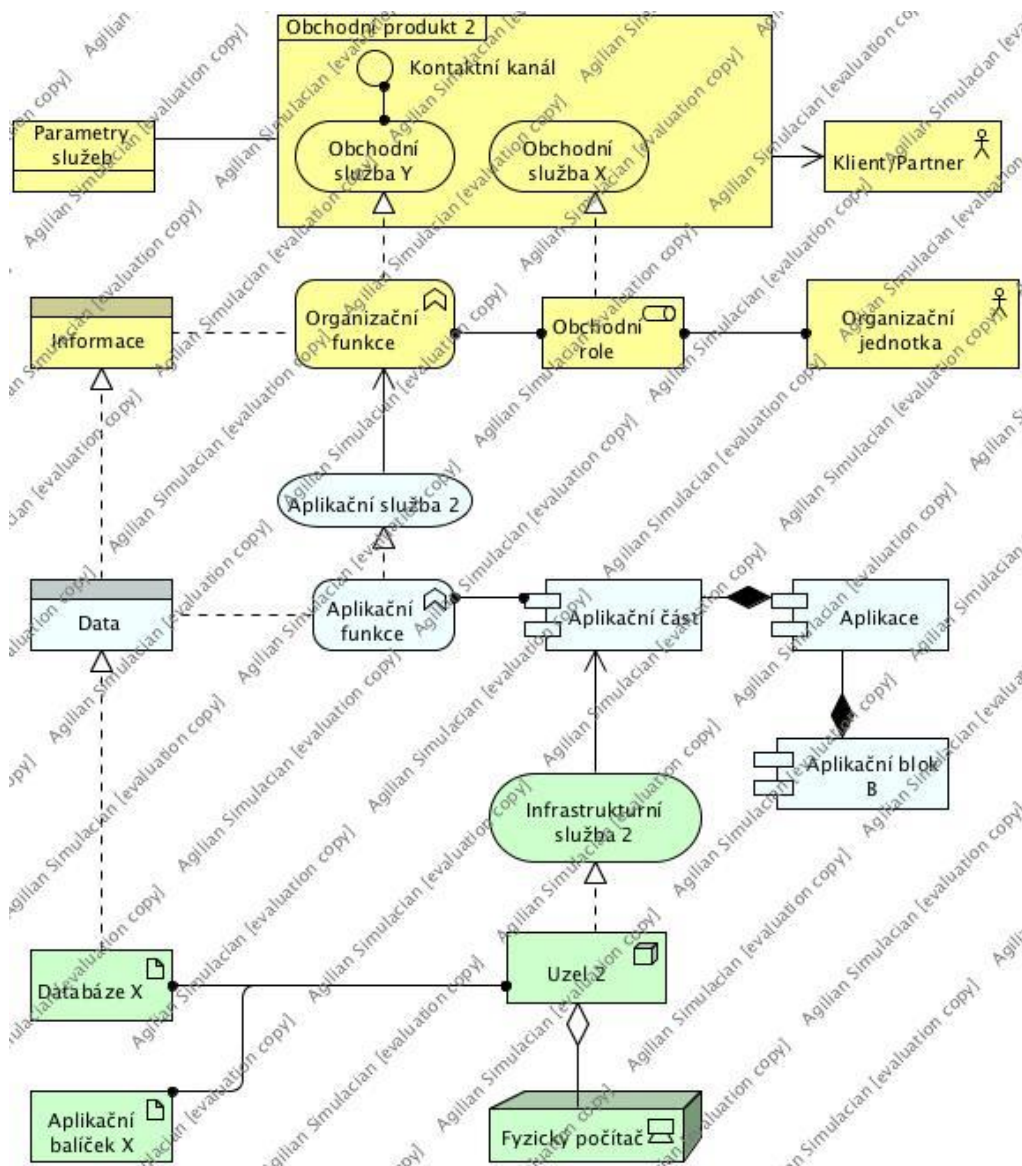 Obchodní produkt 2
Kontaktní kanál
Parametry
služeb
Obchodní
služba Y
Obchodní
služba X
Klient/Partner
Informace
Organizační
funkce
Obchodní
role
Organizační
jednotka
Aplikační služba 2
Data
Aplikační
funkce
Aplikační část
Aplikace
Aplikační blok
B
Infrastrukturní
služba 2
Databáze X
Uzel 2
Aplikační
balíček X
Fyzický počítač
Agilian Simulacian [evaluation copy]